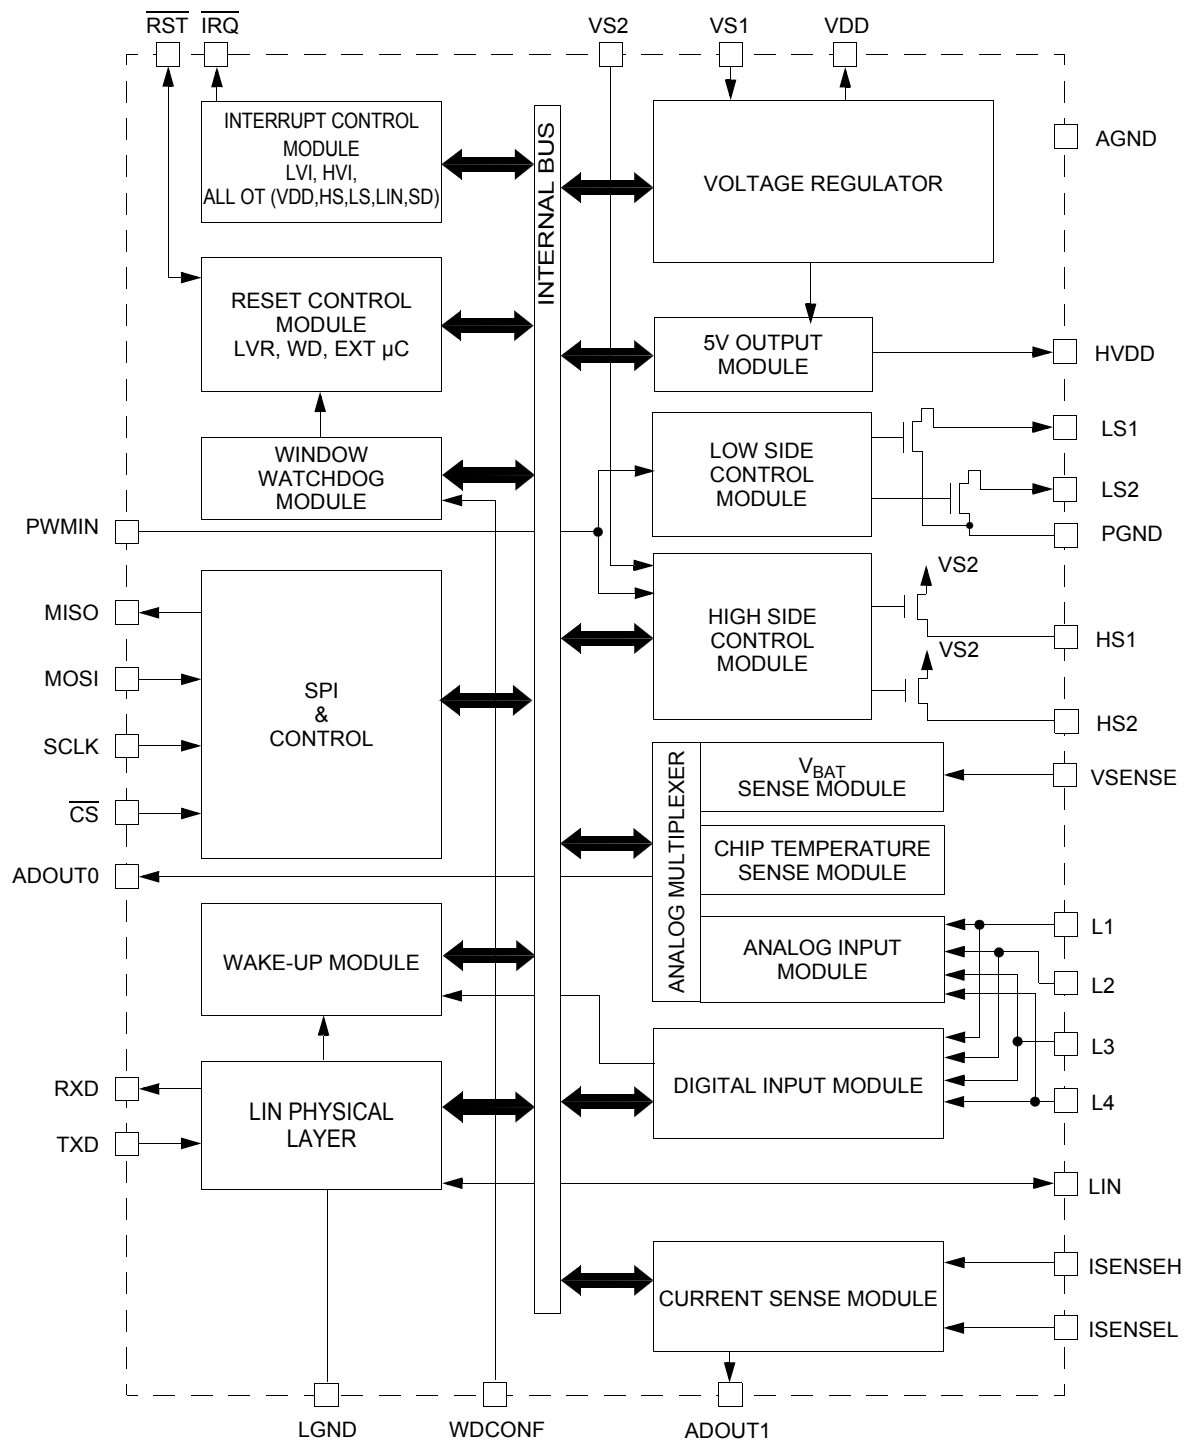 RST
IRQ
VS2
VS1
VDD
INTERRUPT CONTROL
MODULE
LVI, HVI,
ALL OT (VDD,HS,LS,LIN,SD)
INTERNAL BUS
VOLTAGE REGULATOR
AGND
RESET CONTROL
MODULE
LVR, WD, EXT µC
5V OUTPUT
MODULE
HVDD
WINDOW
WATCHDOG
MODULE
LOW SIDE
CONTROL
MODULE
LS1
LS2
PGND
PWMIN
MISO
MOSI
SCLK
CS
SPI
&
CONTROL
HIGH SIDE
CONTROL
MODULE
VS2
HS1
VS2
HS2
ANALOG MULTIPLEXER
VBAT
SENSE MODULE
VSENSE
CHIP TEMPERATURE
SENSE MODULE
ADOUT0
WAKE-UP MODULE
ANALOG INPUT
MODULE
L1
L2
L3
L4
DIGITAL INPUT MODULE
RXD
TXD
LIN PHYSICAL
LAYER
LIN
CURRENT SENSE MODULE
ISENSEH
ISENSEL
LGND
WDCONF
ADOUT1